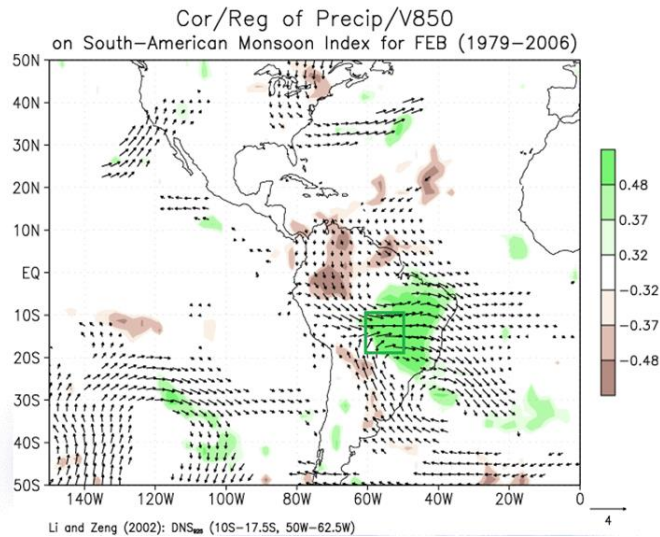 Cor/Reg of Precip/V850
on South-American Monsoon Index for FEB (1979-2006)
50N
40N
30N
20N
10N
EQ
10S
20S
30S
40S
50S
140W 120W 100W 80W 60W 40W 20W 0
0.48
0.37
0.32
-0.32
-0.37
-0.48
4
Li and Zeng (2002): DNS₉₂₅ (10S-17.5S, 50W-62.5W)